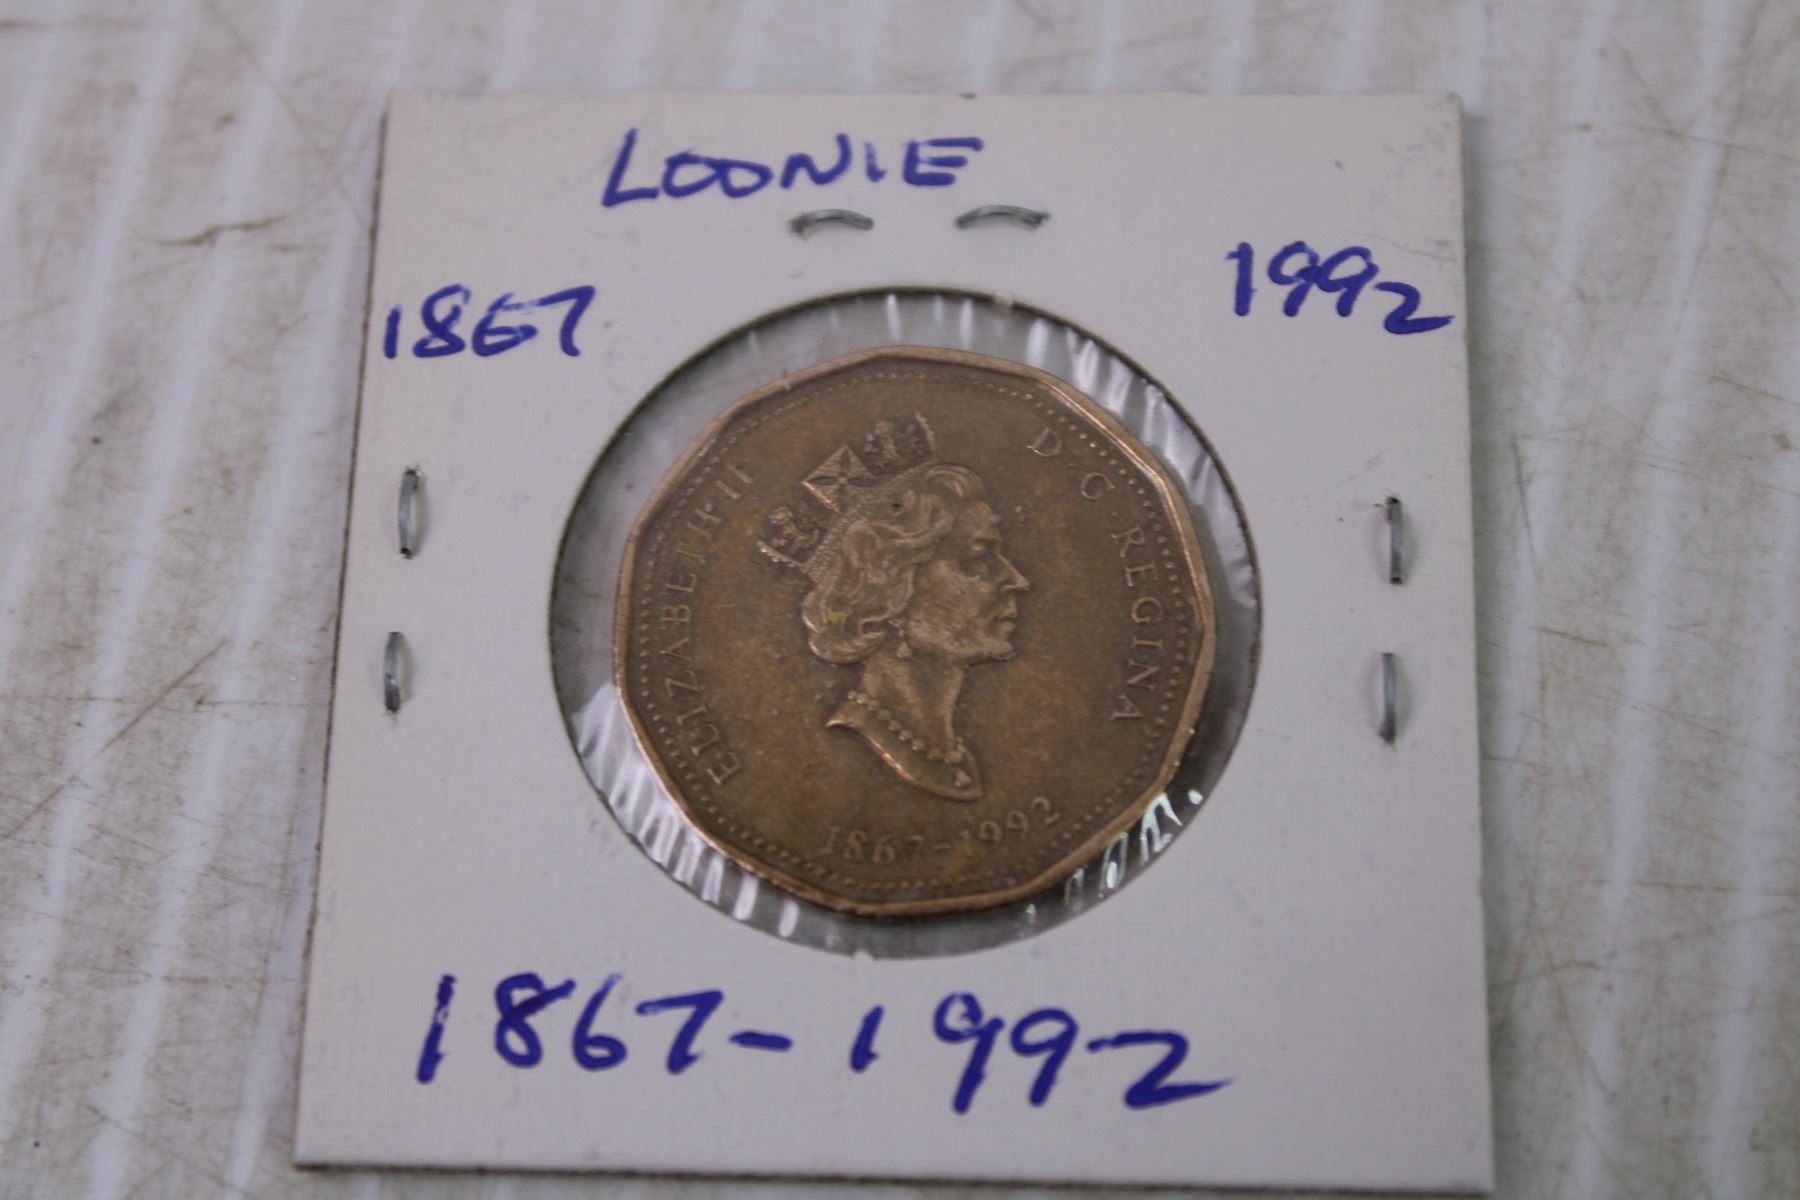 LOONIE
1867
1992
ELIZABETH II
D·G·REGINA
1867-1992
1867-1992